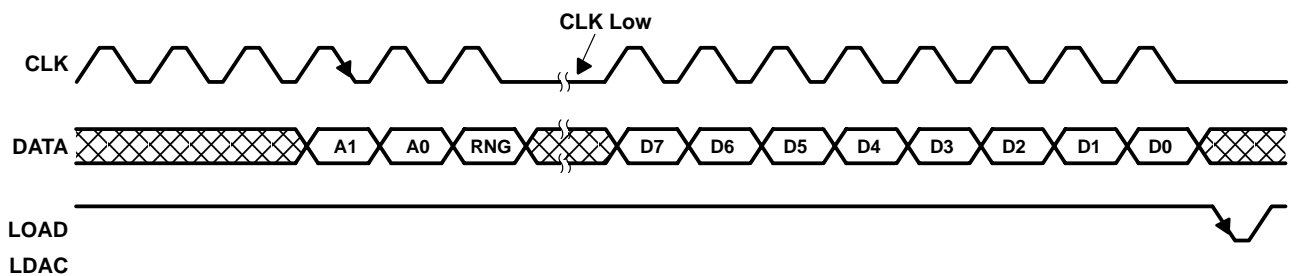 CLK Low
CLK
DATA A1 A0 RNG D7 D6 D5 D4 D3 D2 D1 D0
LOAD
LDAC